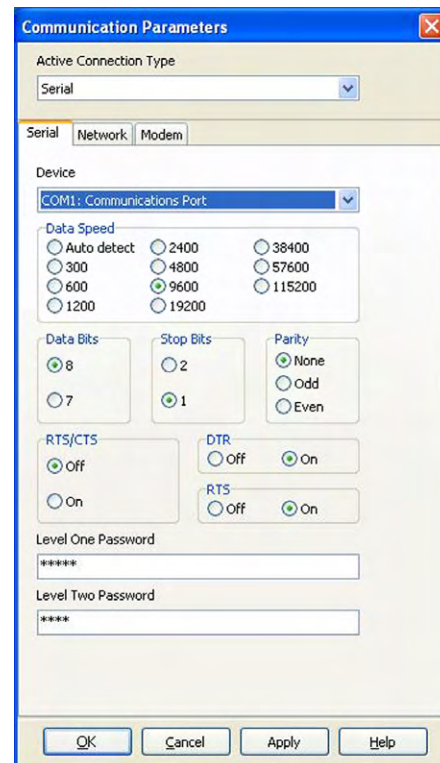 Communication Parameters
Active Connection Type
Serial
Serial Network Modem
Device
COM1: Communications Port
Data Speed
Auto detect 2400 38400
300 4800 57600
600 9600 115200
1200 19200
Data Bits Stop Bits Parity
8 2 None
7 1 Odd
Even
RTS/CTS DTR
Off Off On
On RTS
Off On
Level One Password
*****
Level Two Password
****
OK Cancel Apply Help